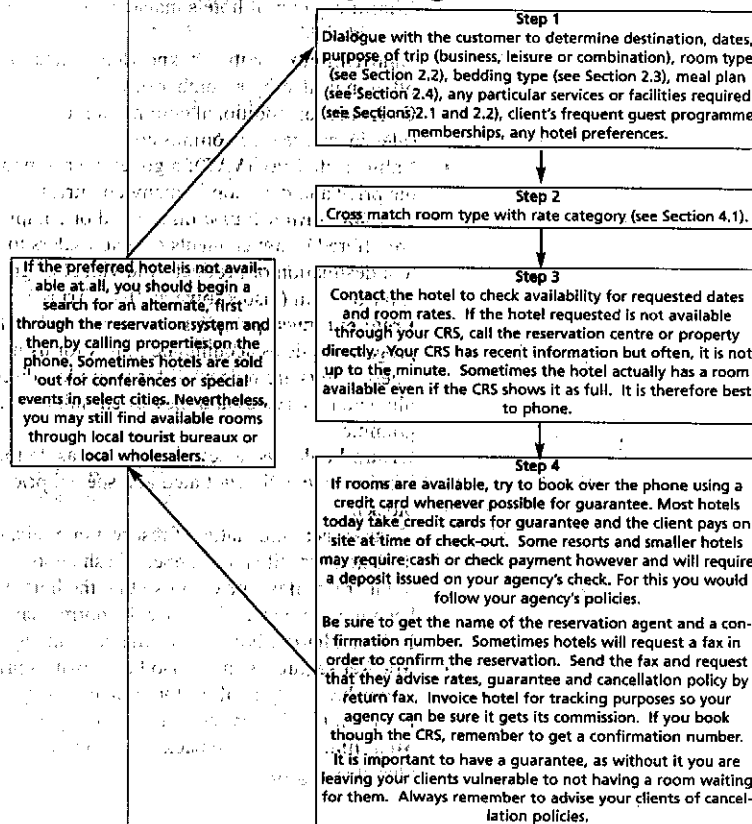 Step 1
Dialogue with the customer to determine destination, dates,
purpose of trip (business, leisure or combination), room type
(see Section 2.2), bedding type (see Section 2.3), meal plan
(see Section 2.4), any particular services or facilities required
(see Sections 2.1 and 2.2), client's frequent guest programme
memberships, any hotel preferences.
Step 2
Cross match room type with rate category (see Section 4.1).
If the preferred hotel is not avail-
able at all, you should begin a
search for an alternate, first
through the reservation system and
then by calling properties on the
phone. Sometimes hotels are sold
out for conferences or special
events in select cities. Nevertheless,
you may still find available rooms
through local tourist bureaux or
local wholesalers.
Step 3
Contact the hotel to check availability for requested dates
and room rates. If the hotel requested is not available
through your CRS, call the reservation centre or property
directly. Your CRS has recent information but often, it is not
up to the minute. Sometimes the hotel actually has a room
available even if the CRS shows it as full. It is therefore best
to phone.
Step 4
If rooms are available, try to book over the phone using a
credit card whenever possible for guarantee. Most hotels
today take credit cards for guarantee and the client pays on
site at time of check-out. Some resorts and smaller hotels
may require cash or check payment however and will require
a deposit issued on your agency's check. For this you would
follow your agency's policies.
Be sure to get the name of the reservation agent and a con-
firmation number. Sometimes hotels will request a fax in
order to confirm the reservation. Send the fax and request
that they advise rates, guarantee and cancellation policy by
return fax. Invoice hotel for tracking purposes so your
agency can be sure it gets its commission. If you book
though the CRS, remember to get a confirmation number.
It is important to have a guarantee, as without it you are
leaving your clients vulnerable to not having a room waiting
for them. Always remember to advise your clients of cancel-
lation policies.